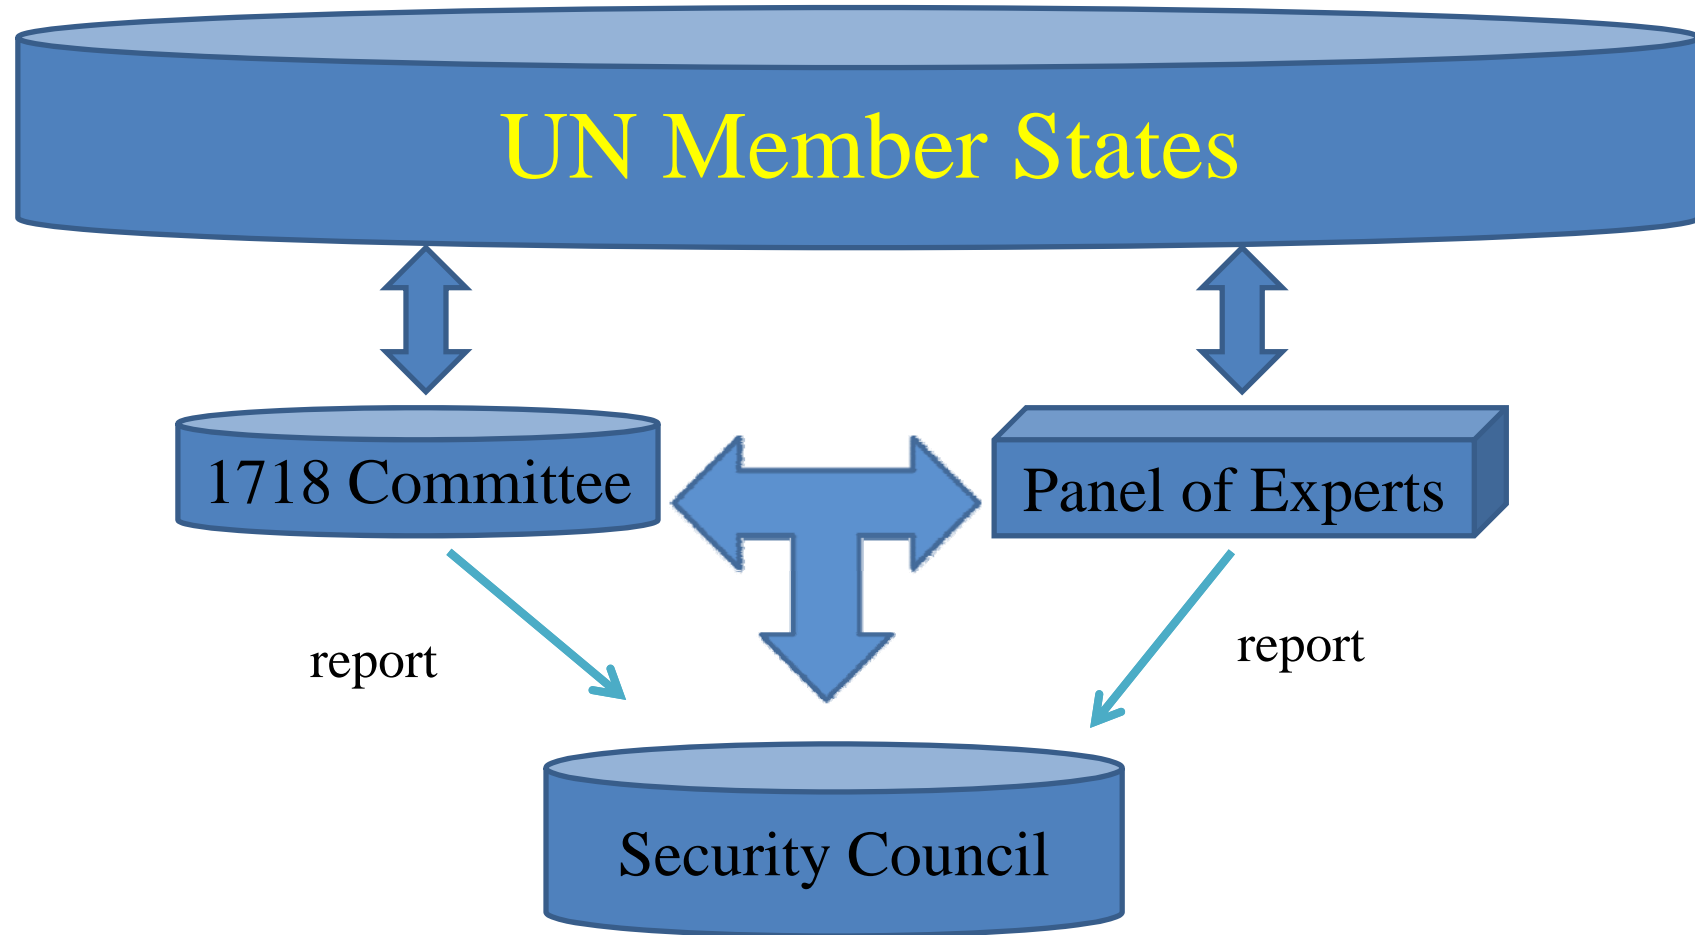 UN Member States
1718 Committee
Panel of Experts
report
report
Security Council